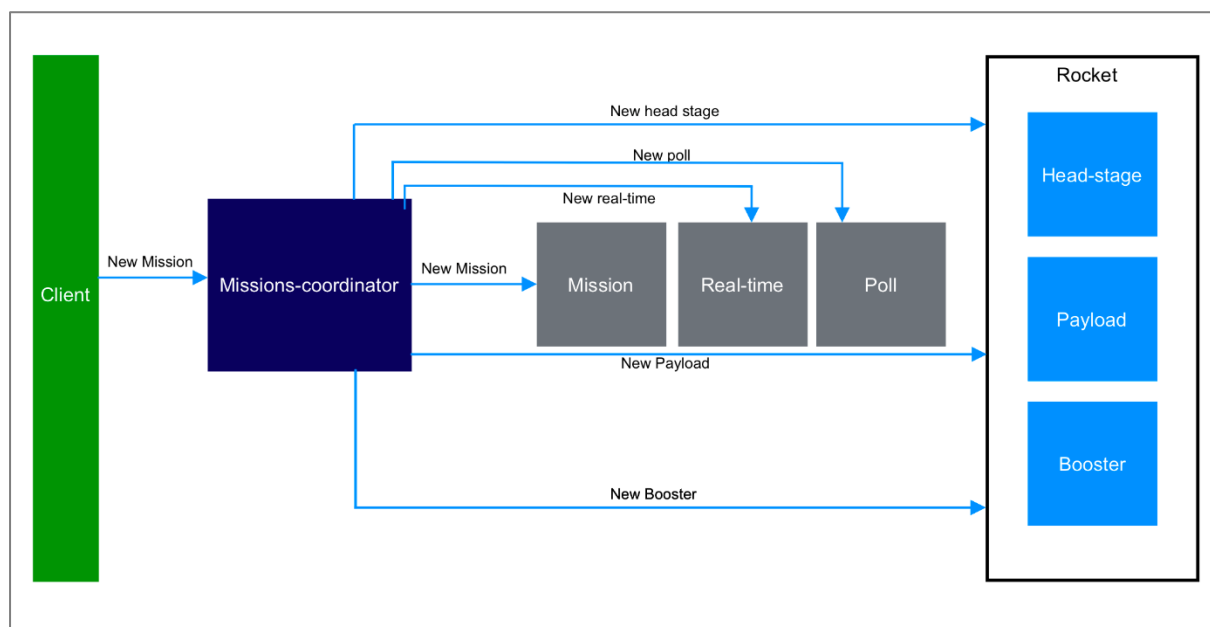 Rocket
New head stage
New poll
Head-stage
New real-time
New Mission
New Mission
Client
Missions-coordinator
Mission
Real-time
Poll
Payload
New Payload
Booster
New Booster